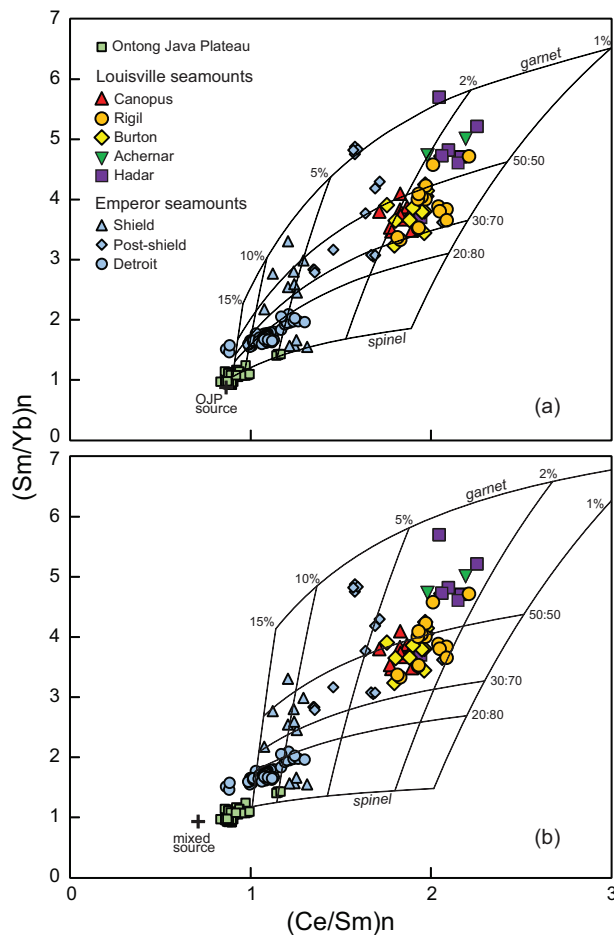 7
6
5
4
3
2
1
0
(Sm/Yb)n
Ontong Java Plateau
Louisville seamounts
Canopus
Rigil
Burton
Achernar
Hadar
Emperor seamounts
Shield
Post-shield
Detroit
garnet
1%
2%
5%
10%
15%
50:50
30:70
20:80
spinel
OJP
source
(a)
7
6
5
4
3
2
1
0
garnet
2%
1%
5%
10%
15%
50:50
30:70
20:80
spinel
mixed
source
(b)
0 1 2 3
(Ce/Sm)n